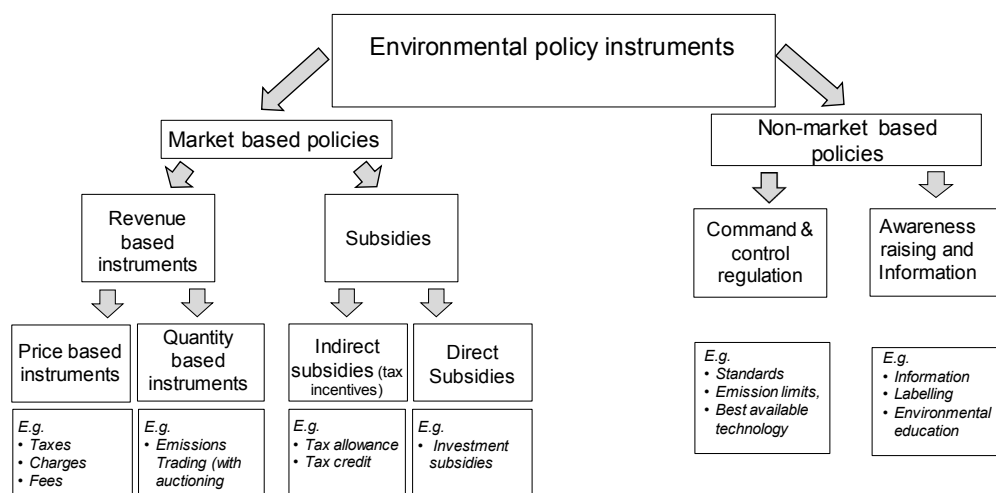 Environmental policy instruments
Market based policies
Non-market based
policies
Revenue
based
instruments
Subsidies
Command &
control
regulation
Awareness
raising and
Information
Price based
instruments
Quantity
based
instruments
Indirect
subsidies (tax
incentives)
Direct
Subsidies
E.g.
• Taxes
• Charges
• Fees
E.g.
• Emissions
Trading (with
auctioning
E.g.
• Tax allowance
• Tax credit
E.g.
• Investment
subsidies
E.g.
• Standards
• Emission limits,
• Best available
technology
E.g.
• Information
• Labelling
• Environmental
education